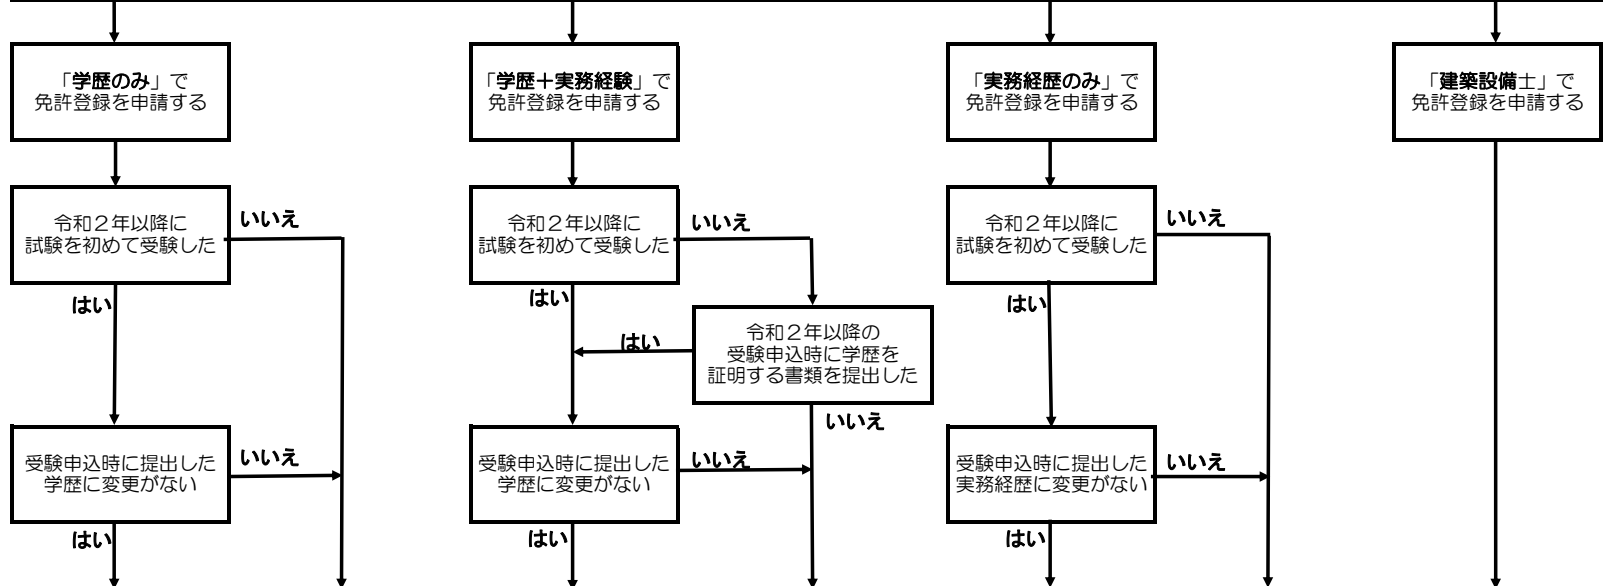 「学歴のみ」で
免許登録を申請する
「学歴＋実務経験」で
免許登録を申請する
「実務経歴のみ」で
免許登録を申請する
「建築設備士」で
免許登録を申請する
令和２年以降に
試験を初めて受験した
いいえ
はい
令和２年以降に
試験を初めて受験した
いいえ
はい
令和２年以降の
受験申込時に学歴を
証明する書類を提出した
はい
いいえ
令和２年以降に
試験を初めて受験した
いいえ
はい
受験申込時に提出した
学歴に変更がない
いいえ
はい
受験申込時に提出した
学歴に変更がない
いいえ
はい
受験申込時に提出した
実務経歴に変更がない
いいえ
はい